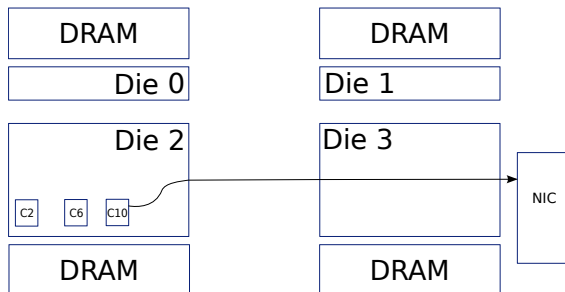 DRAM
DRAM
Die 0
Die 1
Die 2
Die 3
C2
C6
C10
NIC
DRAM
DRAM